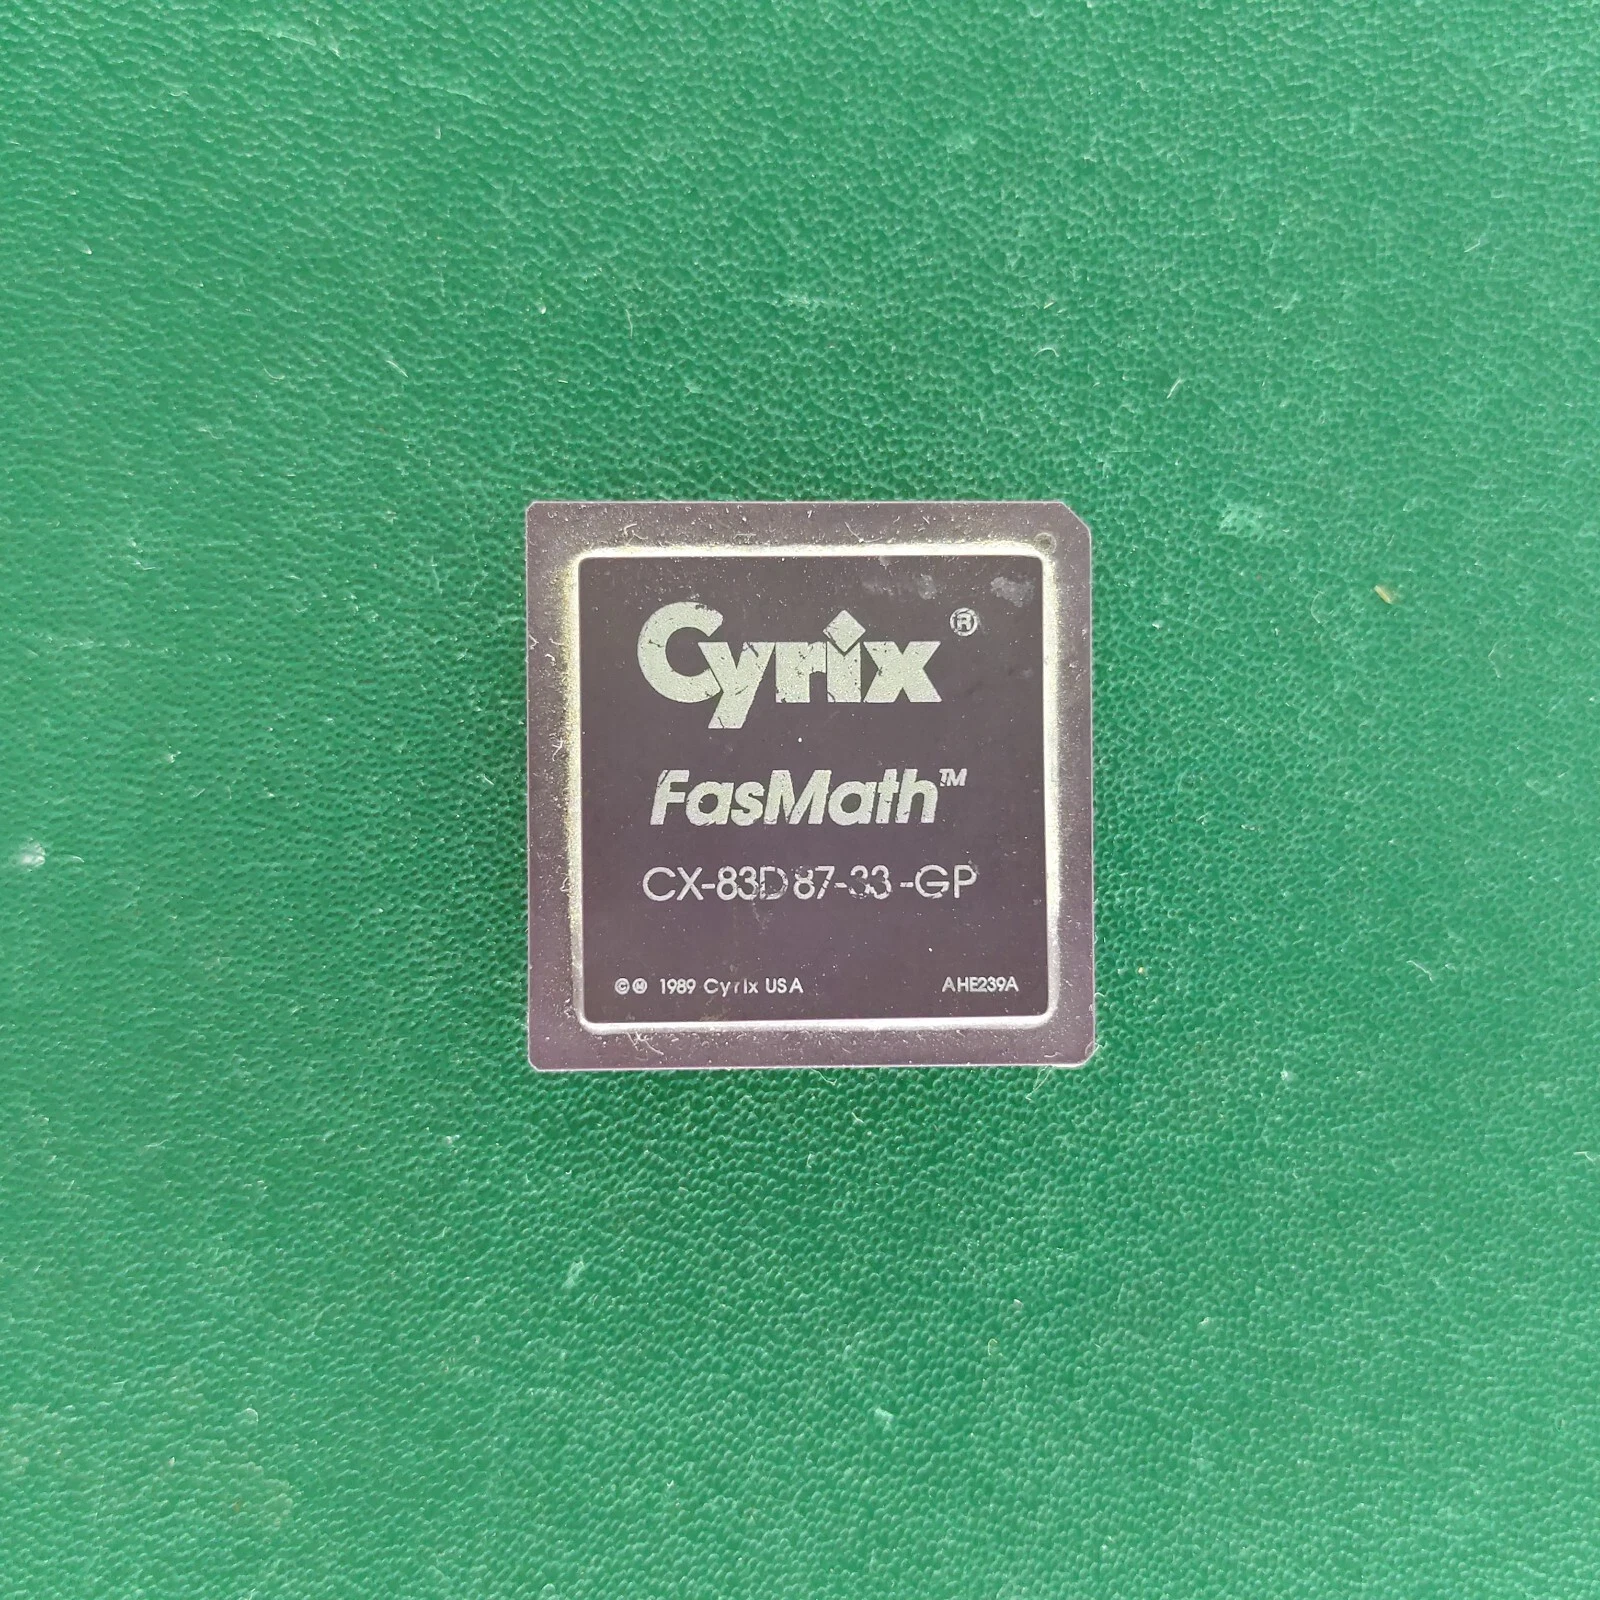 Cyrix ®
FasMath™
CX-83D87-33-GP
©Ⓜ 1989 Cyrix USA
AHE239A